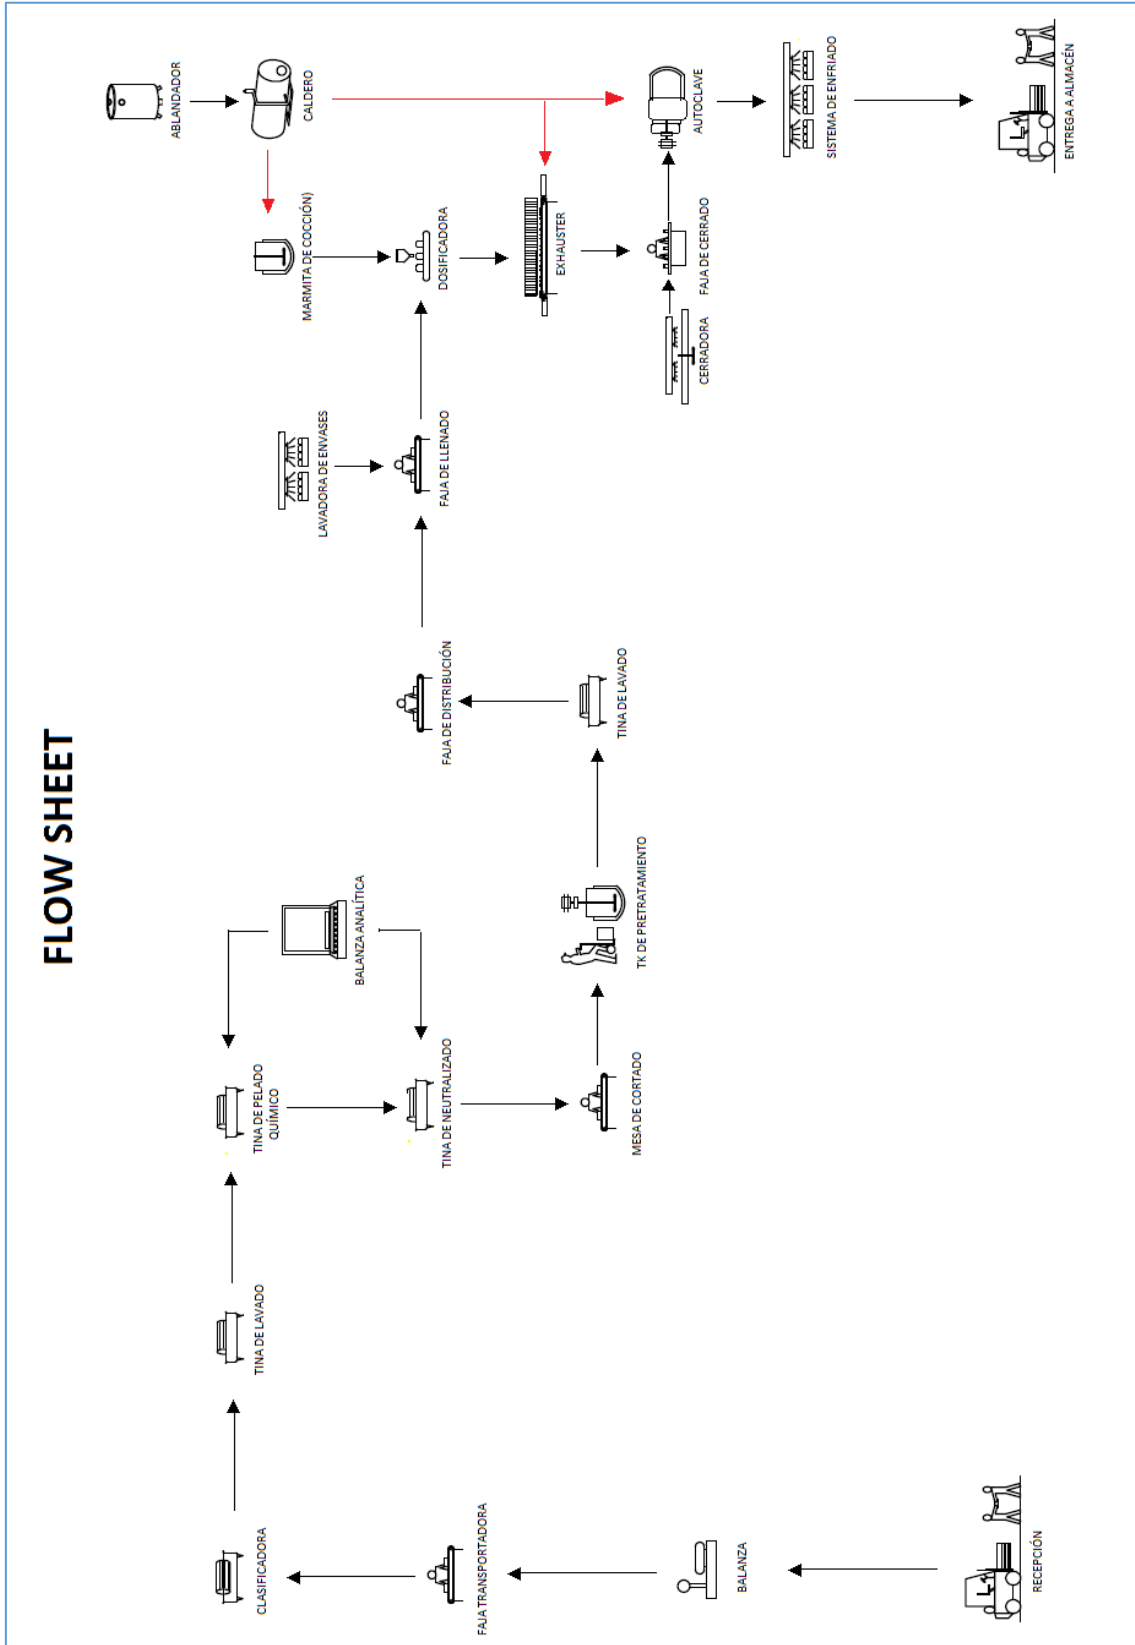 FLOW SHEET
RECEPCIÓN
BALANZA
FAJA TRANSPORTADORA
CLASIFICADORA
TINA DE LAVADO
TINA DE PELADO
QUÍMICO
BALANZA ANALÍTICA
TINA DE NEUTRALIZADO
MESA DE CORTADO
TK DE PRETRATAMIENTO
TINA DE LAVADO
FAJA DE DISTRIBUCIÓN
LAVADORA DE ENVASES
FAJA DE LLENADO
ABLANDADOR
CALDERO
MARMITA DE COCCIÓN)
DOSIFICADORA
EXHAUSTER
CERRADORA
FAJA DE CERRADO
AUTOCLAVE
SISTEMA DE ENFRIADO
ENTREGA A ALMACÉN